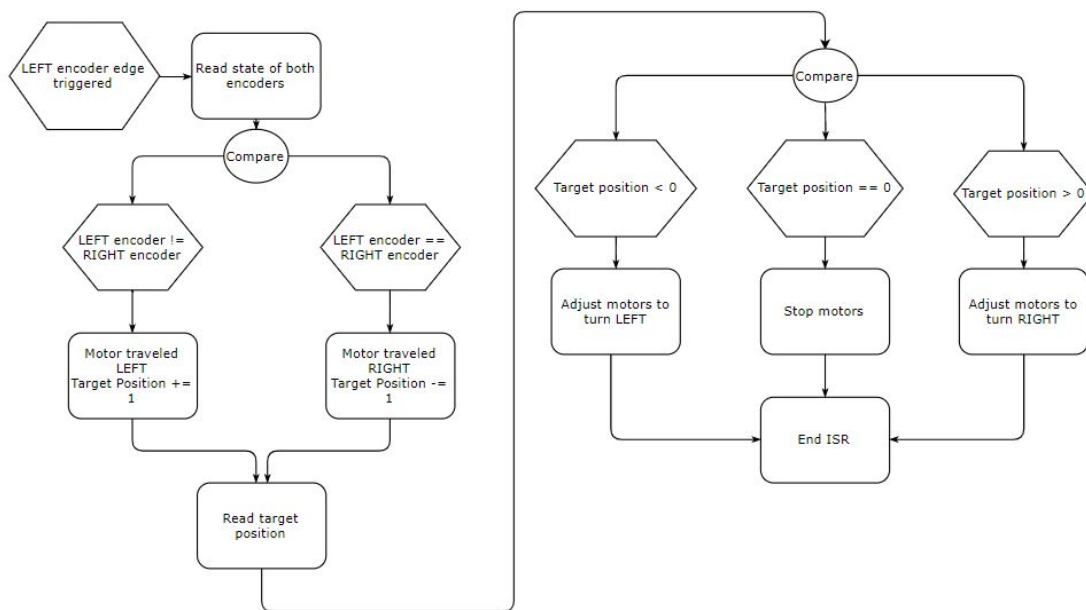 LEFT encoder edge
triggered
Read state of both
encoders
Compare
LEFT encoder !=
RIGHT encoder
LEFT encoder ==
RIGHT encoder
Motor traveled
LEFT
Target Position +=
1
Motor traveled
RIGHT
Target Position -=
1
Read target
position
Compare
Target position < 0
Target position == 0
Target position > 0
Adjust motors to
turn LEFT
Stop motors
Adjust motors to
turn RIGHT
End ISR